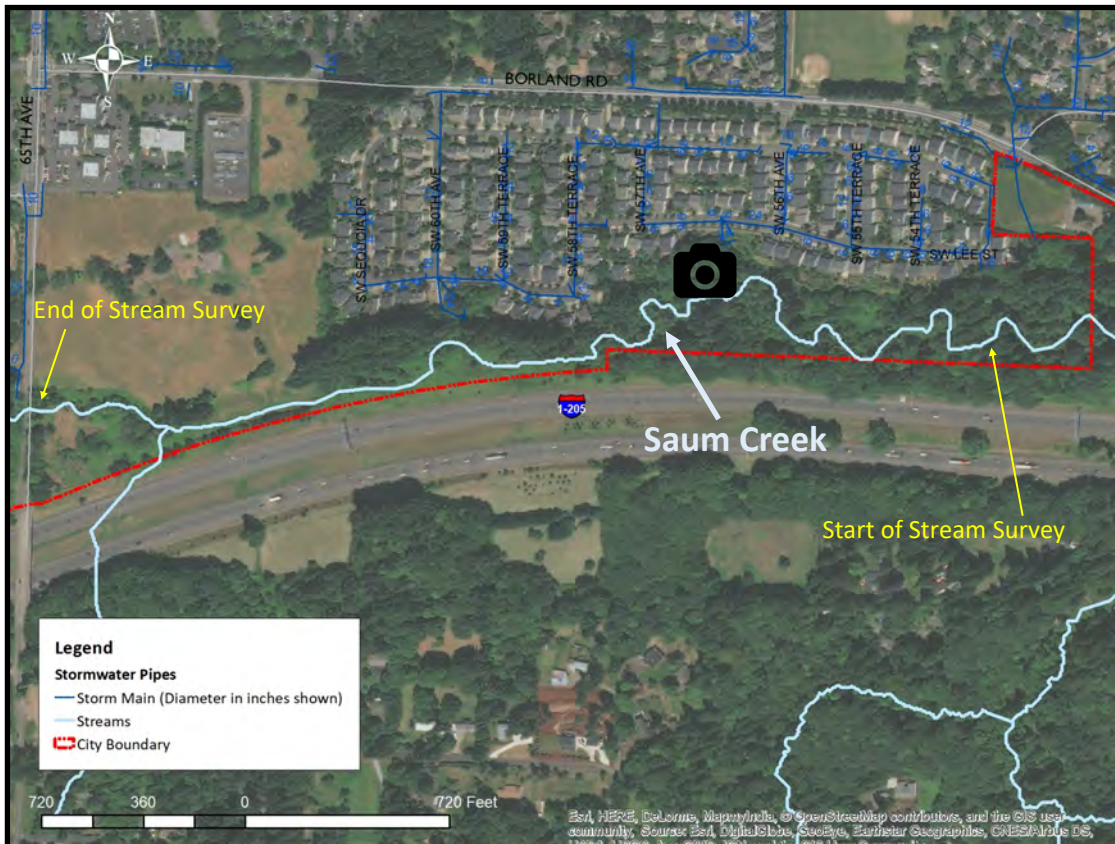 N
W E
S
BORLAND RD
65TH AVE
SW SEQUOIA DR
SW 60TH AVE
SW 59TH TERRACE
SW 58TH TERRACE
SW 57TH AVE
SW 56TH AVE
SW 55TH TERRACE
SW 54TH TERRACE
SW LEE ST
End of Stream Survey
I-205
Saum Creek
Start of Stream Survey
Legend
Stormwater Pipes
Storm Main (Diameter in inches shown)
Streams
City Boundary
720 360 0 720 Feet
Esri, HERE, DeLorme, MapmyIndia, © OpenStreetMap contributors, and the GIS user
community, Source: Esri, DigitalGlobe, GeoEye, Earthstar Geographics, CNES/Airbus DS,